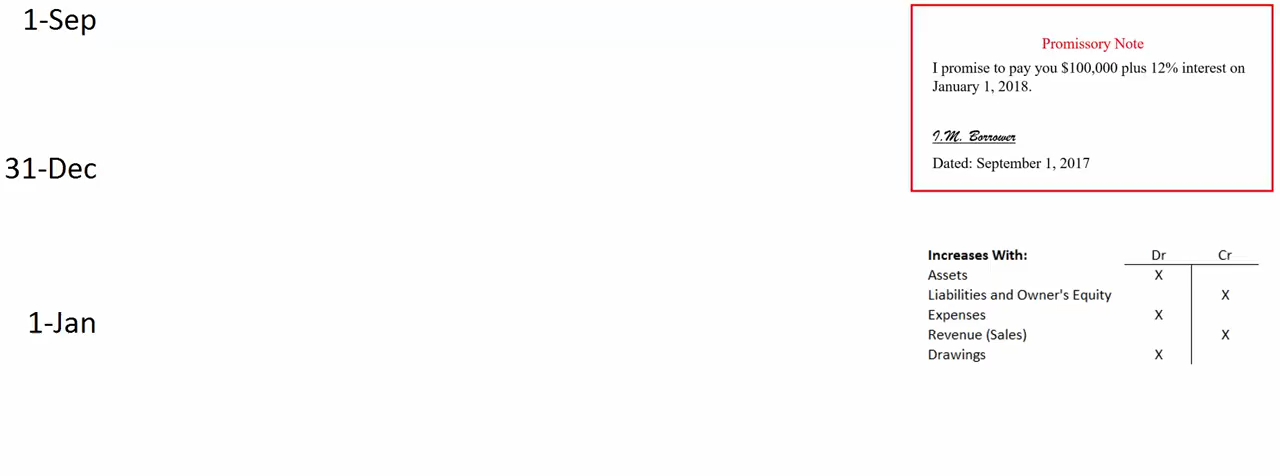 1-Sep
31-Dec
1-Jan
Promissory Note
I promise to pay you $100,000 plus 12% interest on
January 1, 2018.
I.M. Borrower
Dated: September 1, 2017
Increases With: Dr Cr
Assets X
Liabilities and Owner's Equity X
Expenses X
Revenue (Sales) X
Drawings X